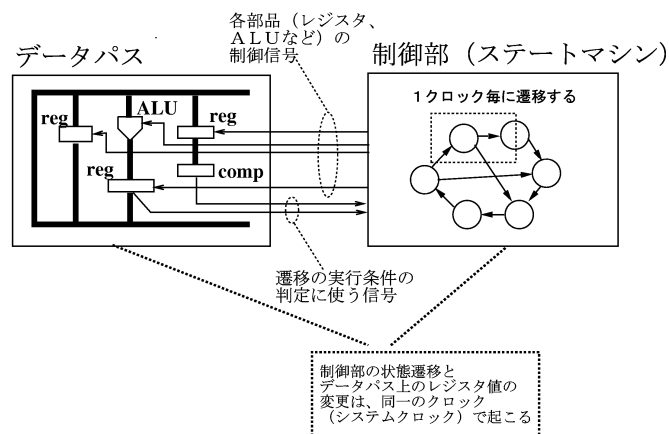 各部品（レジスタ、
ＡＬＵなど）の
制御信号
データパス
制御部（ステートマシン）
１クロック毎に遷移する
ALU
reg
reg
reg
comp
遷移の実行条件の
判定に使う信号
制御部の状態遷移と
データパス上のレジスタ値の
変更は、同一のクロック
（システムクロック）で起こる